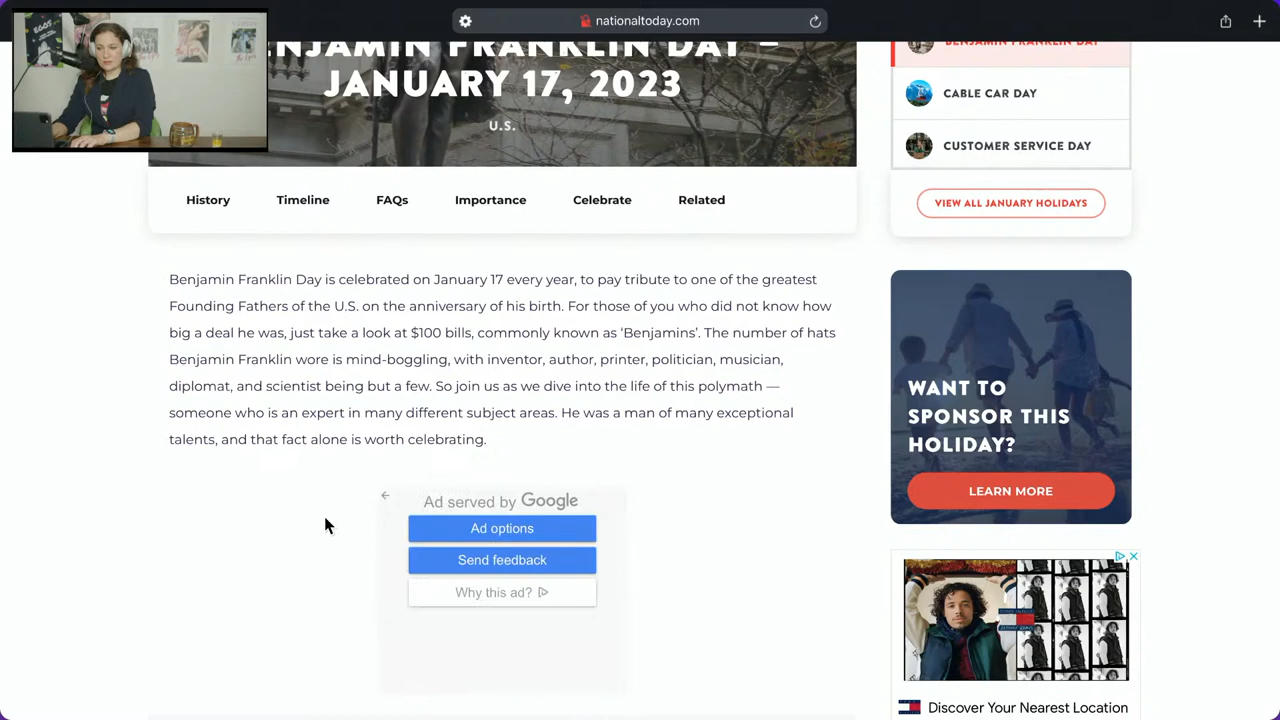 nationaltoday.com
BENJAMIN FRANKLIN DAY –
JANUARY 17, 2023
U.S.
History
Timeline
FAQs
Importance
Celebrate
Related
Benjamin Franklin Day is celebrated on January 17 every year, to pay tribute to one of the greatest
Founding Fathers of the U.S. on the anniversary of his birth. For those of you who did not know how
big a deal he was, just take a look at $100 bills, commonly known as ‘Benjamins’. The number of hats
Benjamin Franklin wore is mind-boggling, with inventor, author, printer, politician, musician,
diplomat, and scientist being but a few. So join us as we dive into the life of this polymath —
someone who is an expert in many different subject areas. He was a man of many exceptional
talents, and that fact alone is worth celebrating.
Ad served by Google
Ad options
Send feedback
Why this ad?
BENJAMIN FRANKLIN DAY
CABLE CAR DAY
CUSTOMER SERVICE DAY
VIEW ALL JANUARY HOLIDAYS
WANT TO
SPONSOR THIS
HOLIDAY?
LEARN MORE
Discover Your Nearest Location